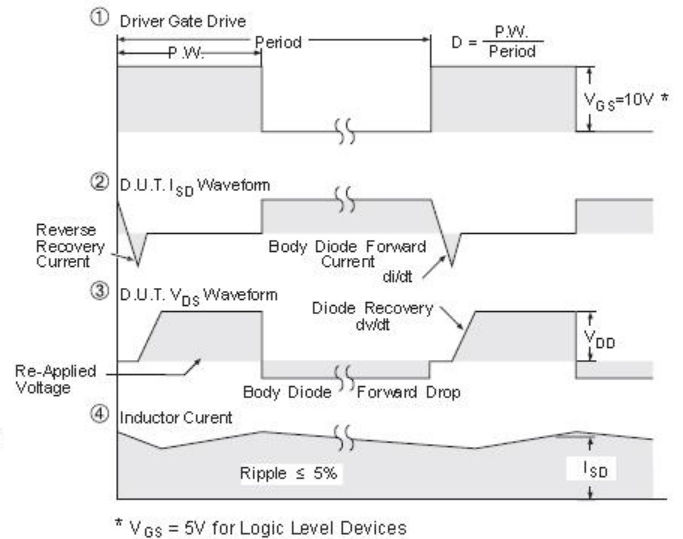 ① Driver Gate Drive
P.W.
Period
D = P.W. / Period
VGS=10V *
② D.U.T. ISD Waveform
Reverse
Recovery
Current
Body Diode Forward
Current
di/dt
③ D.U.T. VDS Waveform
Diode Recovery
dv/dt
VDD
Re-Applied
Voltage
Body Diode
Forward Drop
④ Inductor Curent
Ripple ≤ 5%
ISD
* VGS = 5V for Logic Level Devices